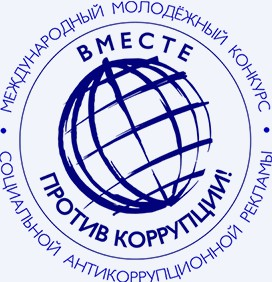 МЕЖДУНАРОДНЫЙ МОЛОДЁЖНЫЙ КОНКУРС
СОЦИАЛЬНОЙ АНТИКОРРУПЦИОННОЙ РЕКЛАМЫ
ВМЕСТЕ
ПРОТИВ КОРРУПЦИИ!